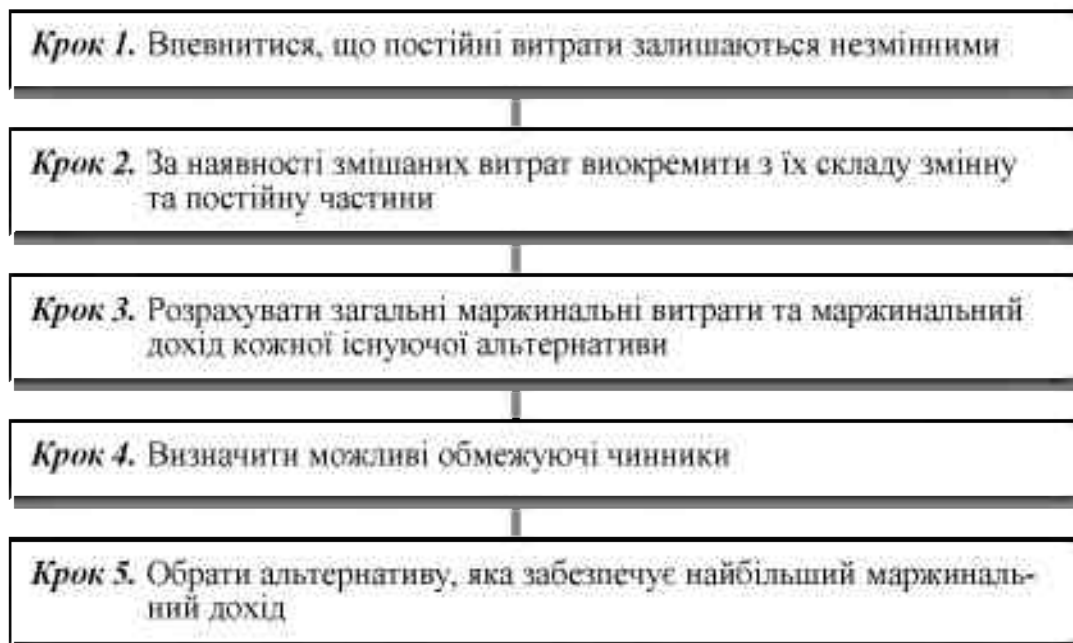 Крок 1. Впевнитися, що постійні витрати залишаються незмінними
Крок 2. За наявності змішаних витрат виокремити з їх складу змінну
та постійну частини
Крок 3. Розрахувати загальні маржинальні витрати та маржинальний
дохід кожної існуючої альтернативи
Крок 4. Визначити можливі обмежуючі чинники
Крок 5. Обрати альтернативу, яка забезпечує найбільший маржиналь-
ний дохід